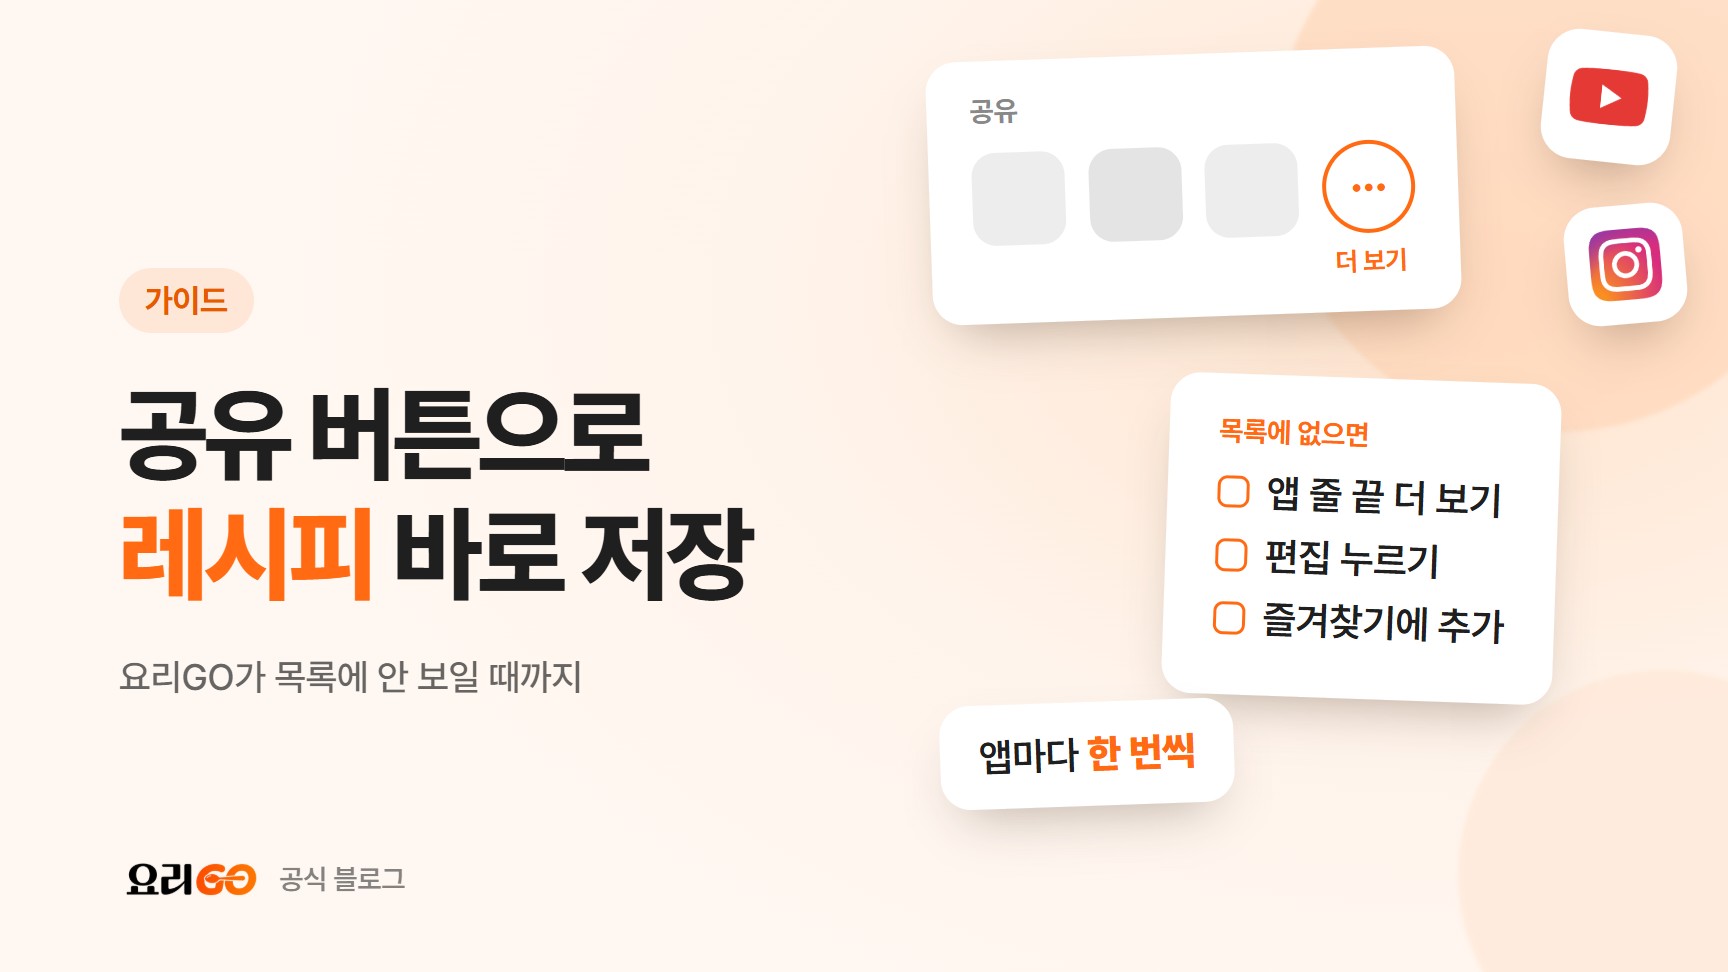 가이드
공유 버튼으로
레시피 바로 저장
요리GO가 목록에 안 보일 때까지
요리GO 공식 블로그
공유
더 보기
목록에 없으면
앱 줄 끝 더 보기
편집 누르기
즐겨찾기에 추가
앱마다 한 번씩